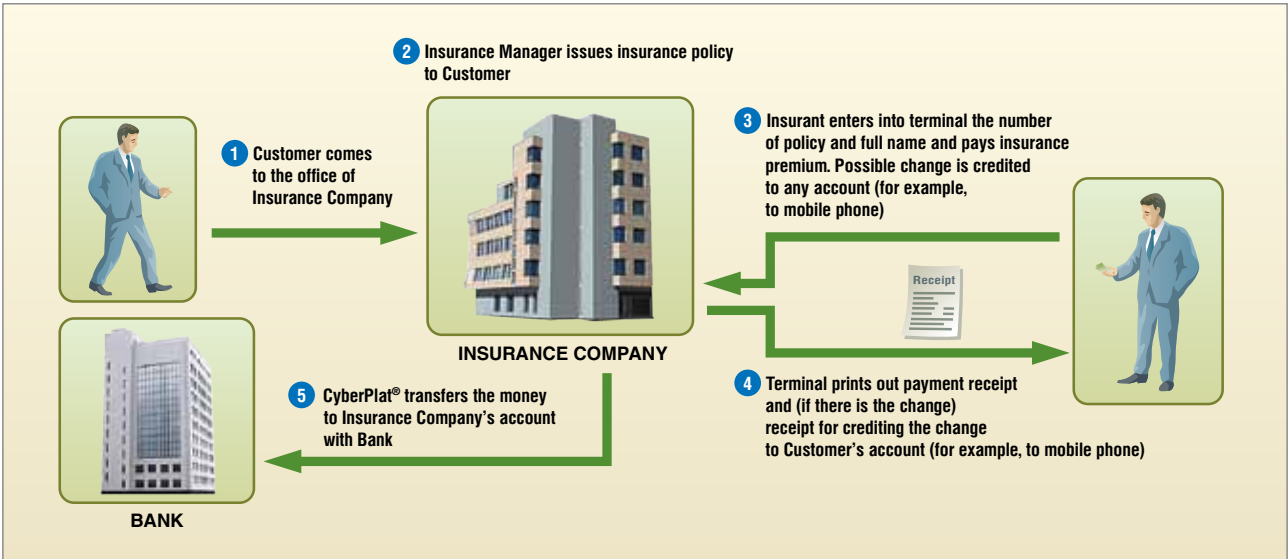 2 Insurance Manager issues insurance policy
to Customer
1 Customer comes
to the office of
Insurance Company
3 Insurant enters into terminal the number
of policy and full name and pays insurance
premium. Possible change is credited
to any account (for example,
to mobile phone)
Receipt
INSURANCE COMPANY
4 Terminal prints out payment receipt
and (if there is the change)
receipt for crediting the change
to Customer's account (for example, to mobile phone)
5 CyberPlat® transfers the money
to Insurance Company's account
with Bank
BANK